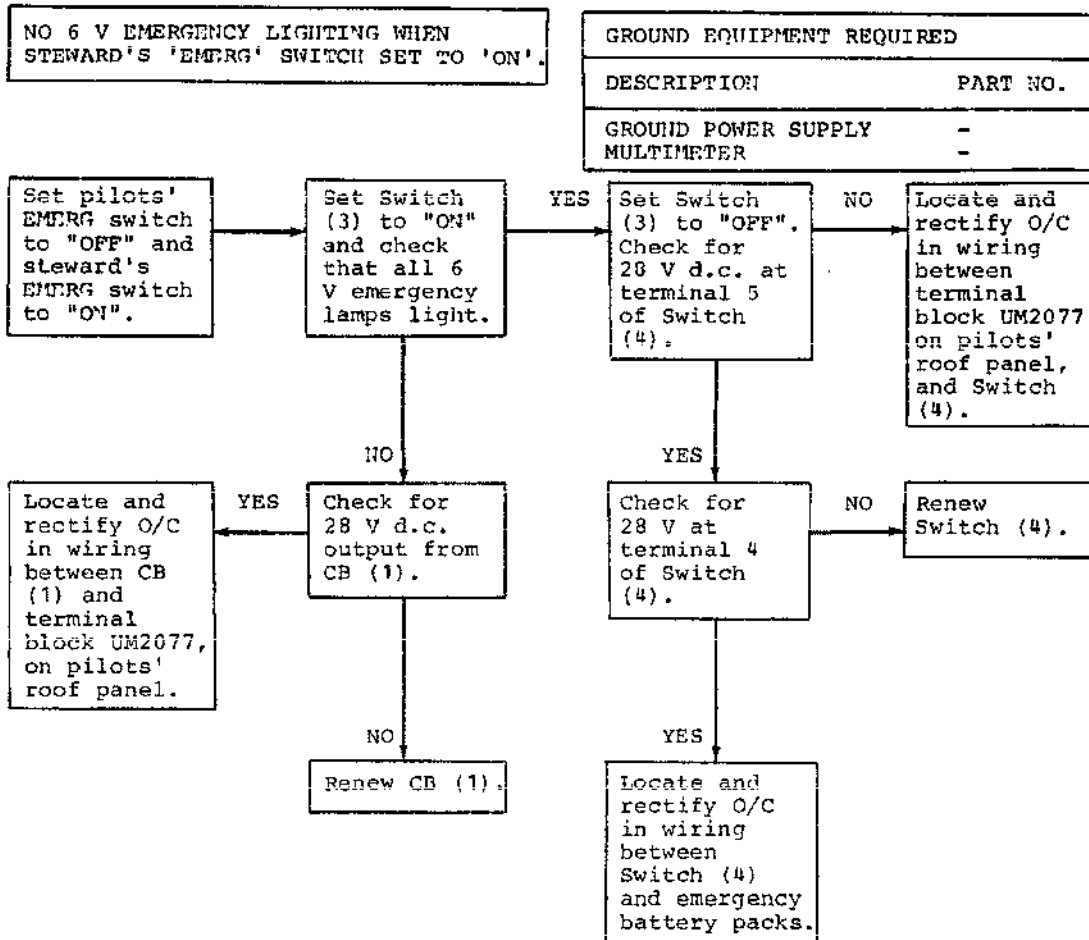 NO 6 V EMERGENCY LIGHTING WHEN
STEWARD'S 'EMERG' SWITCH SET TO 'ON'.
GROUND EQUIPMENT REQUIRED
DESCRIPTION PART NO.
GROUND POWER SUPPLY -
MULTIMETER -
Set pilots'
EMERG switch
to "OFF" and
steward's
EMERG switch
to "ON".
Set Switch
(3) to "ON"
and check
that all 6
V emergency
lamps light.
YES
Set Switch
(3) to "OFF".
Check for
28 V d.c. at
terminal 5
of Switch
(4).
NO
Locate and
rectify O/C
in wiring
between
terminal
block UM2077
on pilots'
roof panel,
and Switch
(4).
NO
YES
Locate and
rectify O/C
in wiring
between CB
(1) and
terminal
block UM2077,
on pilots'
roof panel.
YES
Check for
28 V d.c.
output from
CB (1).
Check for
28 V at
terminal 4
of Switch
(4).
NO
Renew
Switch (4).
NO
YES
Renew CB (1).
Locate and
rectify O/C
in wiring
between
Switch (4)
and emergency
battery packs.